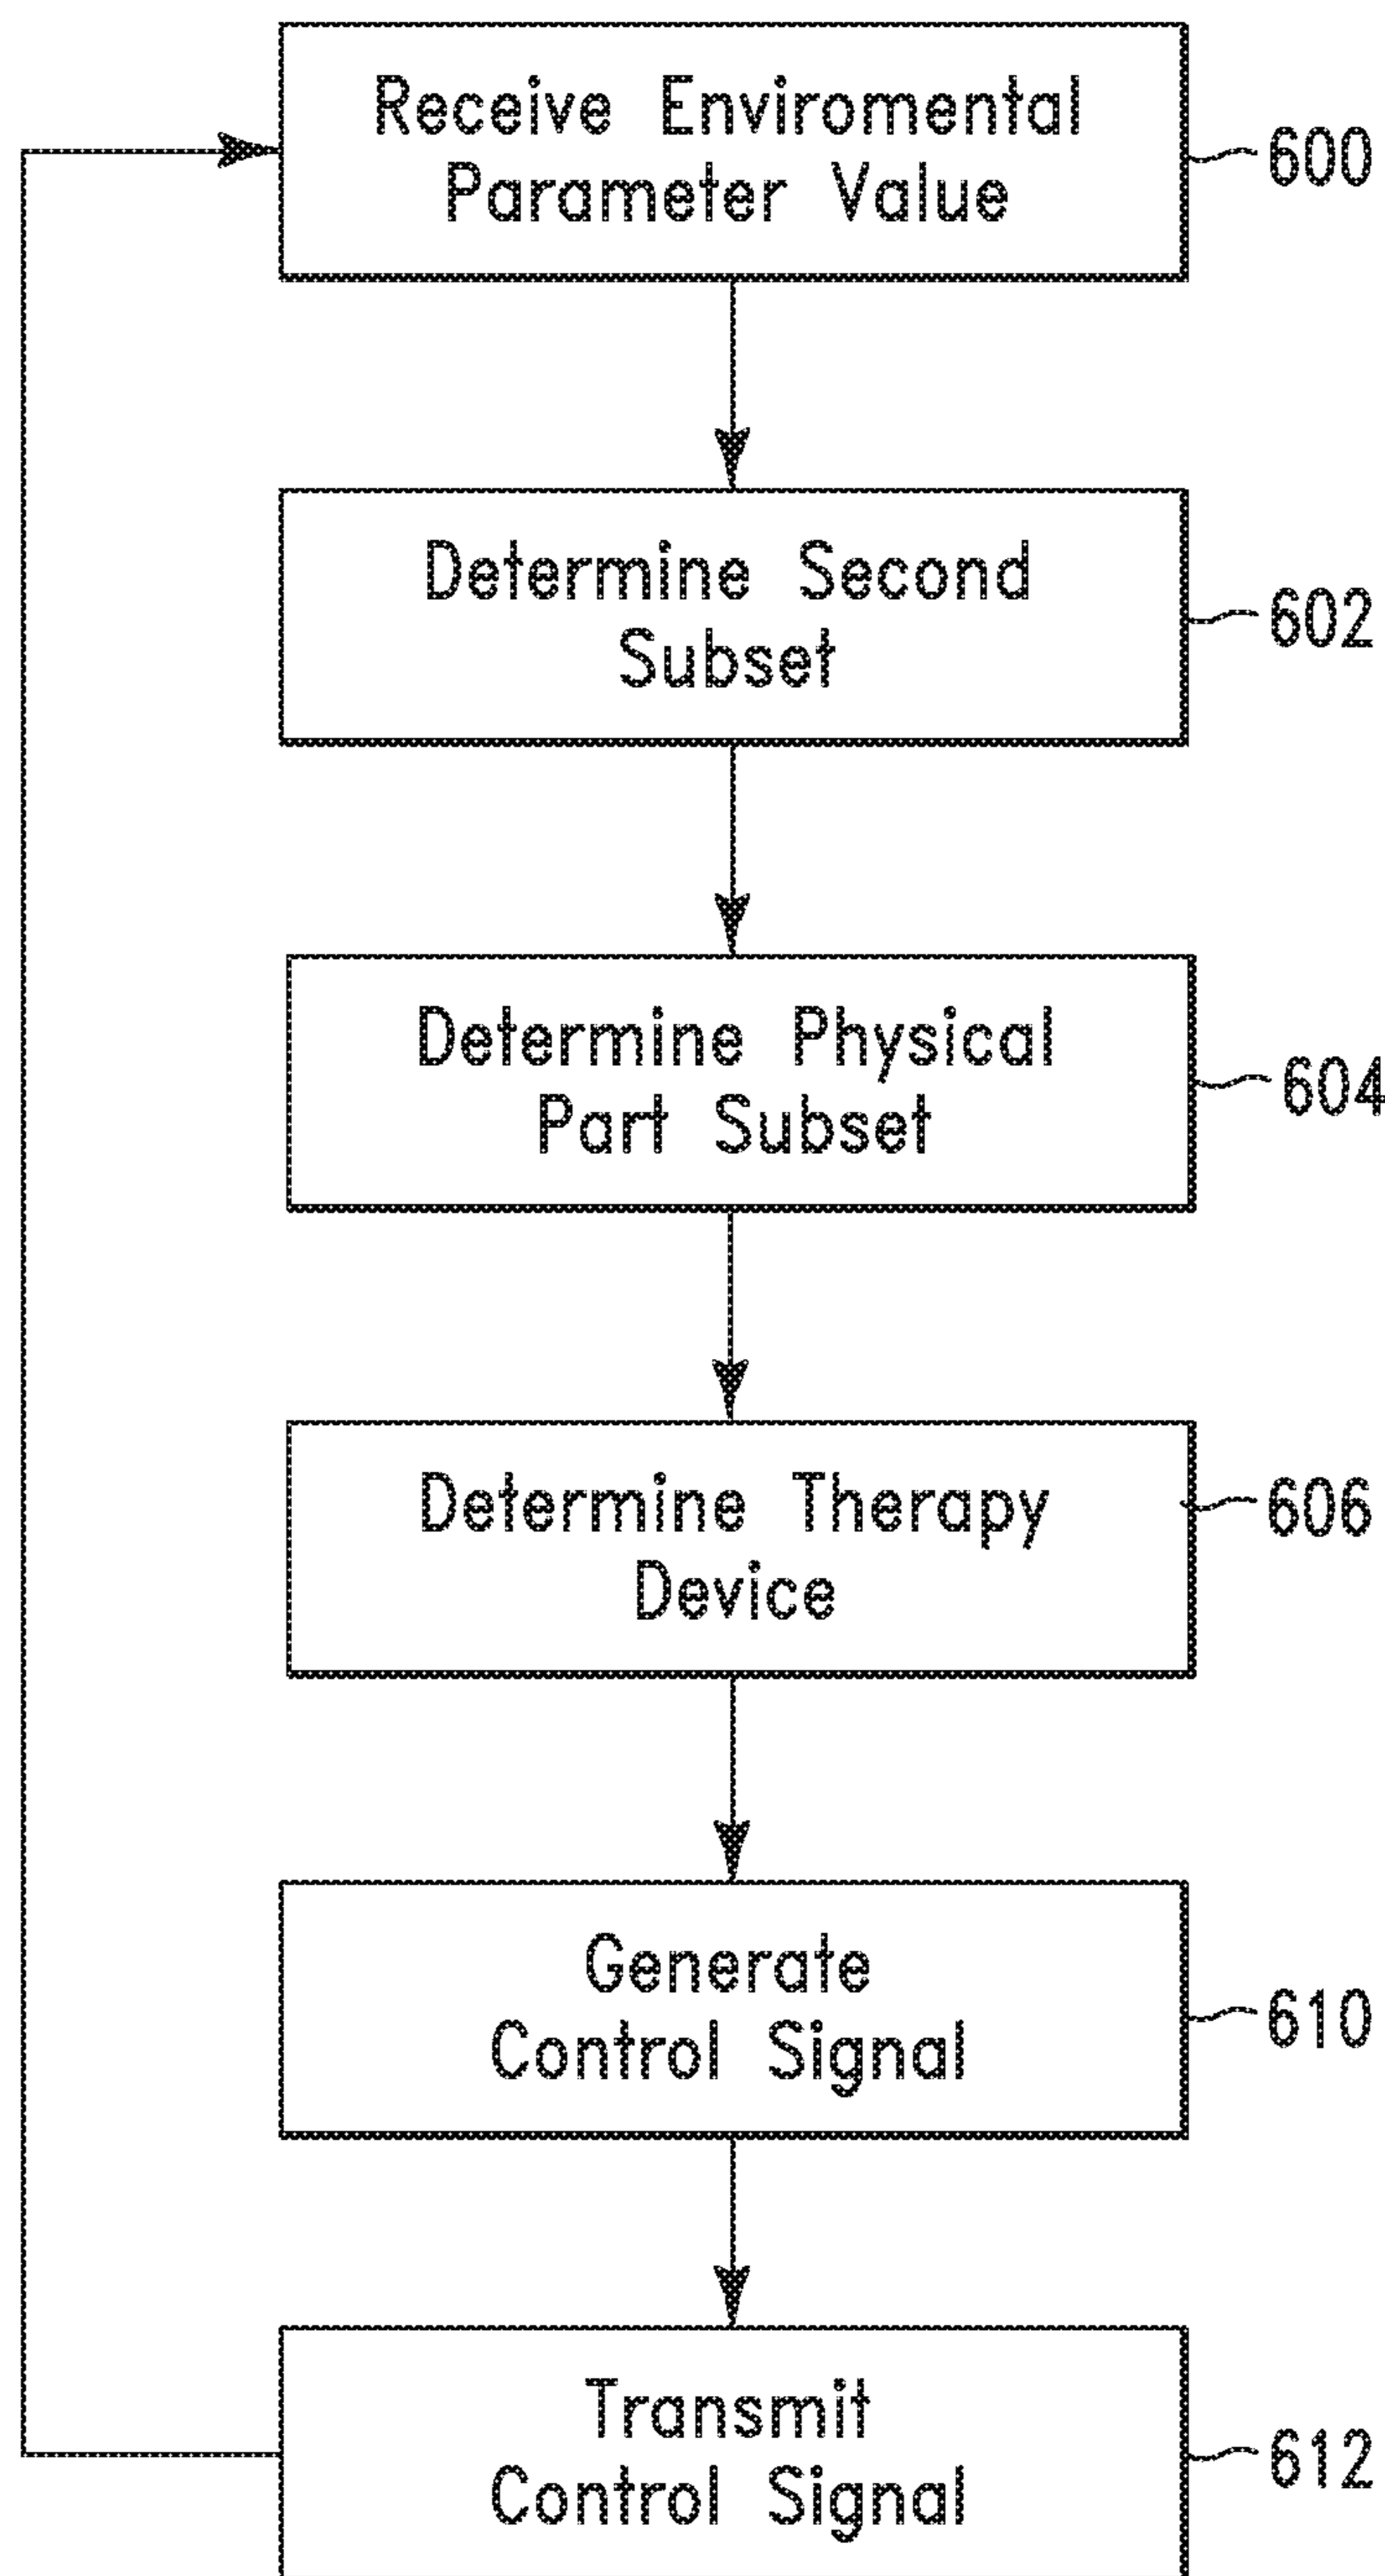 Receive Enviromental
Parameter Value
600
Determine Second
Subset
602
Determine Physical
Part Subset
604
Determine Therapy
Device
606
Generate
Control Signal
610
Transmit
Control Signal
612